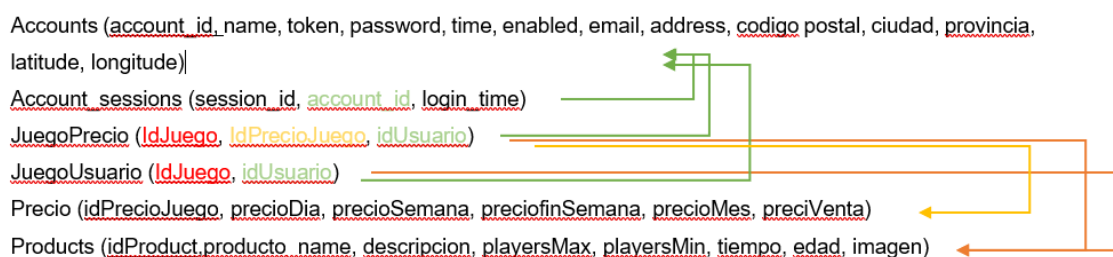 Accounts (account_id, name, token, password, time, enabled, email, address, codigo postal, ciudad, provincia,
latitude, longitude)
Account_sessions (session_id, account_id, login_time)
JuegoPrecio (IdJuego, IdPrecioJuego, idUsuario)
JuegoUsuario (IdJuego, idUsuario)
Precio (idPrecioJuego, precioDia, precioSemana, preciofinSemana, precioMes, preciVenta)
Products (idProduct,producto_name, descripcion, playersMax, playersMin, tiempo, edad, imagen)